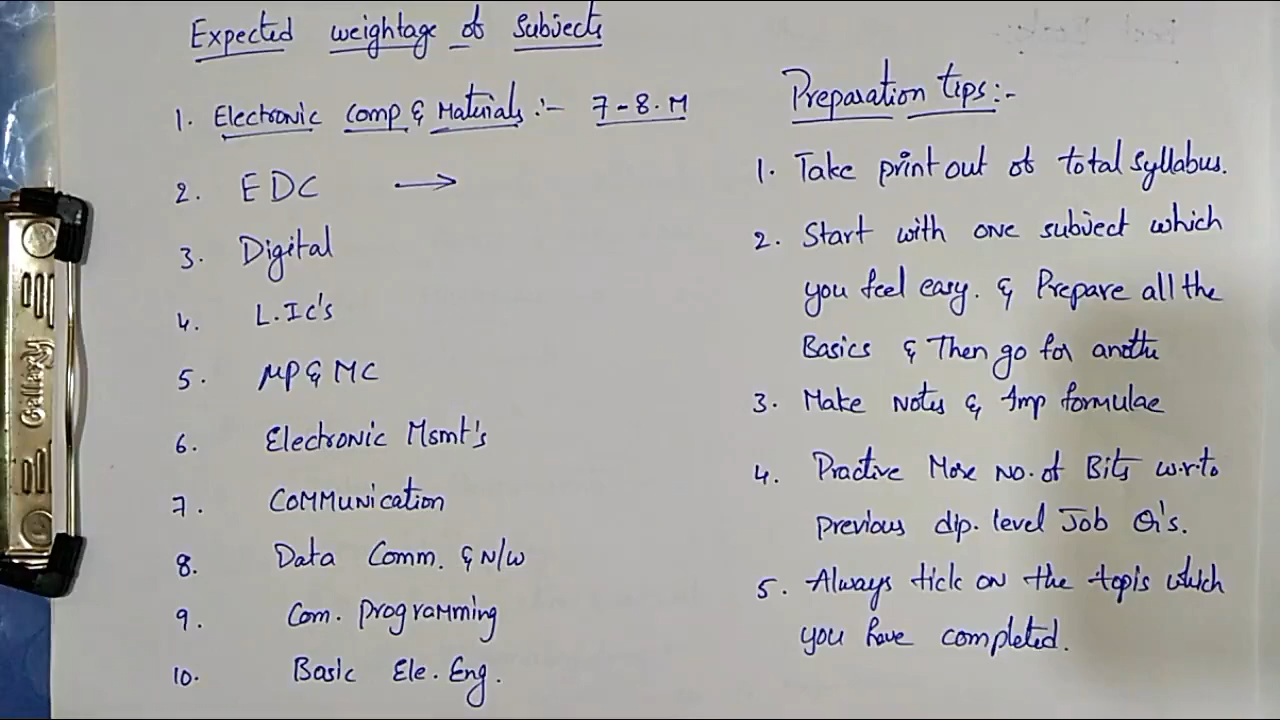 Expected weightage of Subjects
1. Electronic Comp & Materials :- 7-8.M
2. EDC →
3. Digital
4. L.Ic's
5. μP & MC
6. Electronic Msmt's
7. Communication
8. Data Comm. & N/W
9. Com. Programming
10. Basic Ele. Eng.
Preparation tips:-
1. Take print out of total syllabus.
2. Start with one subject which
you feel easy. & Prepare all the
Basics & Then go for anothe
3. Make Notes & Imp formulae
4. Practive More No. of Bits w.r.to
Previous dip. level Job Q's.
5. Always tick on the topis which
you have completed.
Gallery